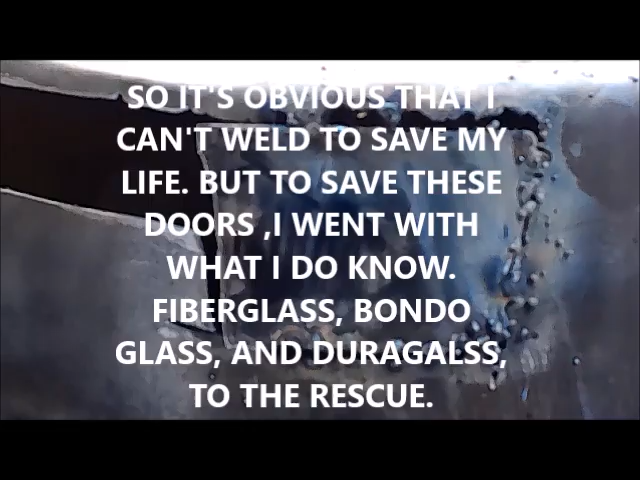 SO IT'S OBVIOUS THAT I
CAN'T WELD TO SAVE MY
LIFE. BUT TO SAVE THESE
DOORS ,I WENT WITH
WHAT I DO KNOW.
FIBERGLASS, BONDO
GLASS, AND DURAGALSS,
TO THE RESCUE.